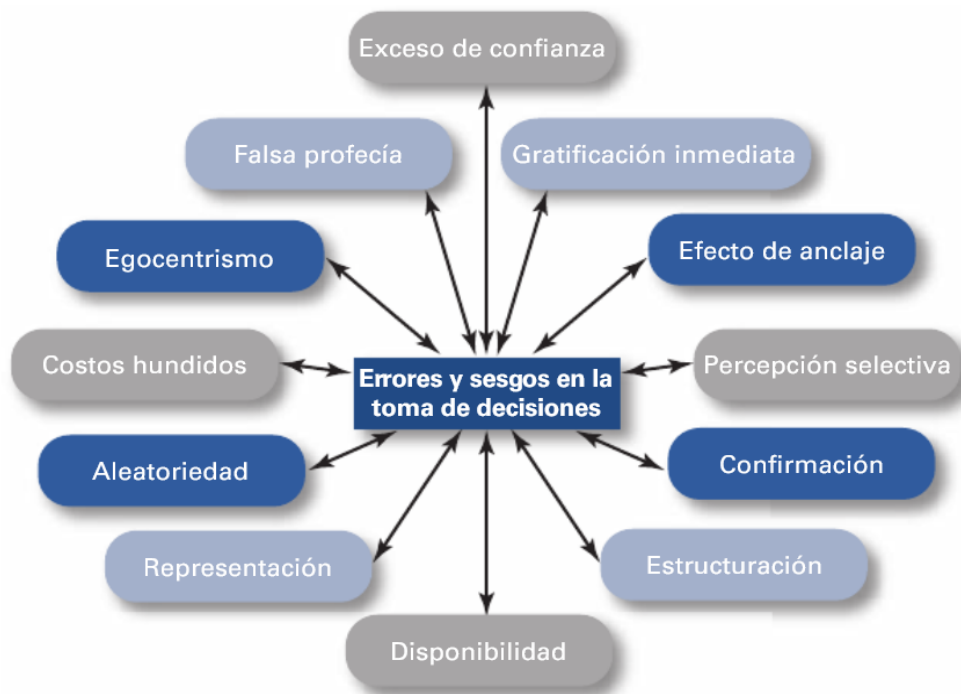 Exceso de confianza
Falsa profecía
Gratificación inmediata
Egocentrismo
Efecto de anclaje
Costos hundidos
Errores y sesgos en la
toma de decisiones
Percepción selectiva
Aleatoriedad
Confirmación
Representación
Estructuración
Disponibilidad